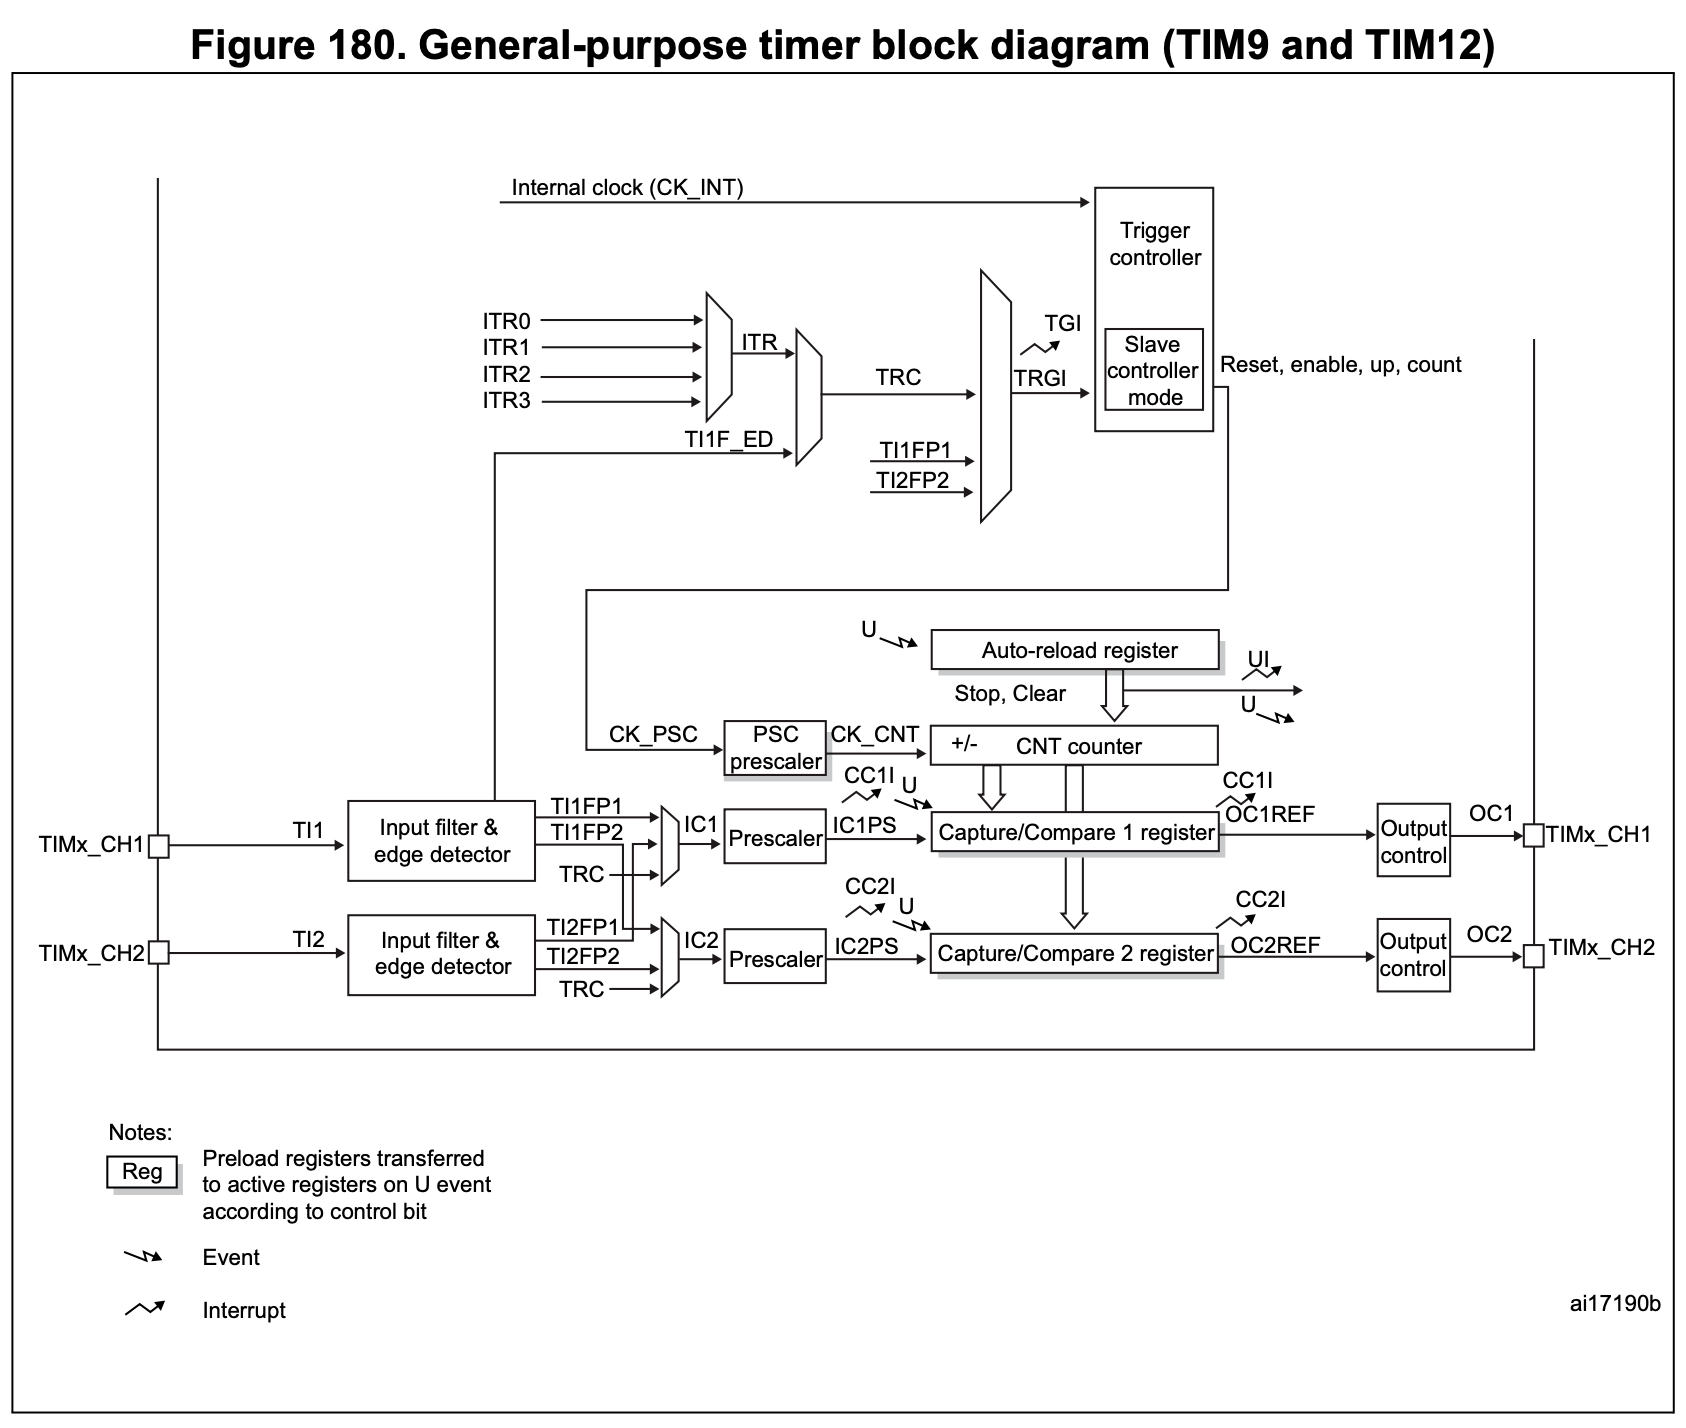 Figure 180. General-purpose timer block diagram (TIM9 and TIM12)
Internal clock (CK_INT)
Trigger
controller
ITR0
ITR1
ITR2
ITR3
ITR
TI1F_ED
TRC
TI1FP1
TI2FP2
TGI
TRGI
Slave
controller
mode
Reset, enable, up, count
U
Auto-reload register
Stop, Clear
UI
U
CK_PSC
PSC
prescaler
CK_CNT
+/-
CNT counter
TIMx_CH1
TI1
Input filter &
edge detector
TI1FP1
TI1FP2
TRC
IC1
Prescaler
IC1PS
CC1I
U
Capture/Compare 1 register
CC1I
OC1REF
Output
control
OC1
TIMx_CH1
TIMx_CH2
TI2
Input filter &
edge detector
TI2FP1
TI2FP2
TRC
IC2
Prescaler
IC2PS
CC2I
U
Capture/Compare 2 register
CC2I
OC2REF
Output
control
OC2
TIMx_CH2
Notes:
Reg
Preload registers transferred
to active registers on U event
according to control bit
Event
Interrupt
ai17190b